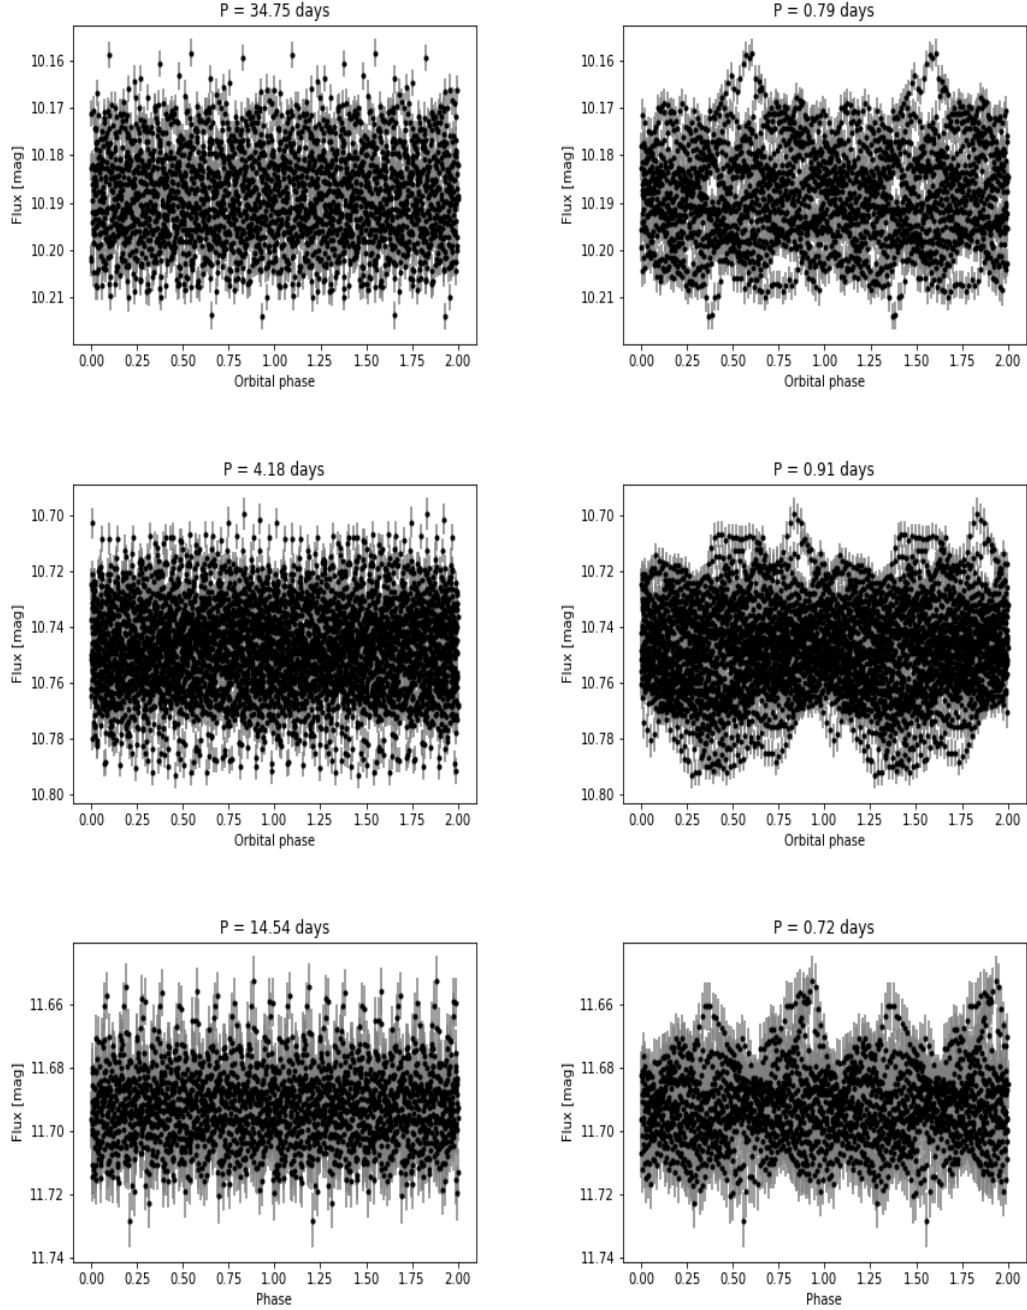 P = 34.75 days
Flux [mag]
10.16
10.17
10.18
10.19
10.20
10.21
0.00 0.25 0.50 0.75 1.00 1.25 1.50 1.75 2.00
Orbital phase
P = 0.79 days
Flux [mag]
10.16
10.17
10.18
10.19
10.20
10.21
0.00 0.25 0.50 0.75 1.00 1.25 1.50 1.75 2.00
Orbital phase
P = 4.18 days
Flux [mag]
10.70
10.72
10.74
10.76
10.78
10.80
0.00 0.25 0.50 0.75 1.00 1.25 1.50 1.75 2.00
Orbital phase
P = 0.91 days
Flux [mag]
10.70
10.72
10.74
10.76
10.78
10.80
0.00 0.25 0.50 0.75 1.00 1.25 1.50 1.75 2.00
Orbital phase
P = 14.54 days
Flux [mag]
11.66
11.68
11.70
11.72
11.74
0.00 0.25 0.50 0.75 1.00 1.25 1.50 1.75 2.00
Phase
P = 0.72 days
Flux [mag]
11.66
11.68
11.70
11.72
11.74
0.00 0.25 0.50 0.75 1.00 1.25 1.50 1.75 2.00
Phase